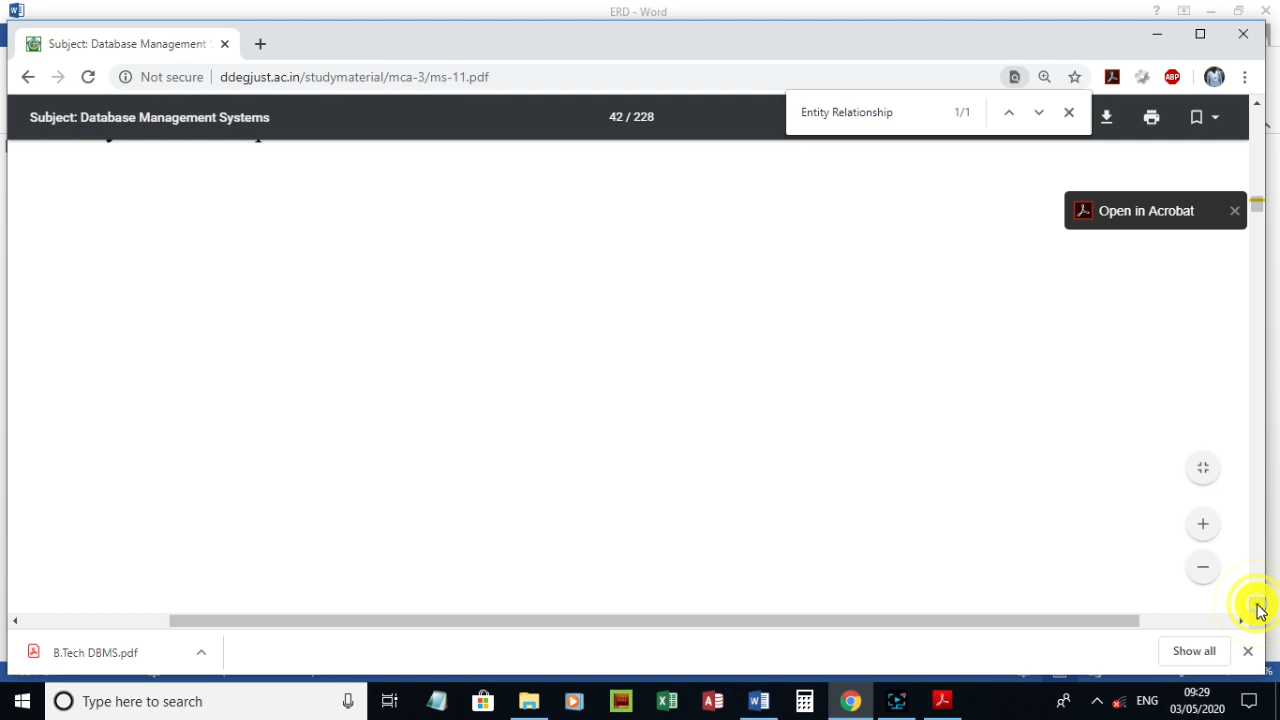 ERD - Word
Subject: Database Management S
Not secure
ddegjust.ac.in/studymaterial/mca-3/ms-11.pdf
ABP
Subject: Database Management Systems
42 / 228
Entity Relationship
1/1
Open in Acrobat
B.Tech DBMS.pdf
Show all
%
Type here to search
ENG
09:29
03/05/2020